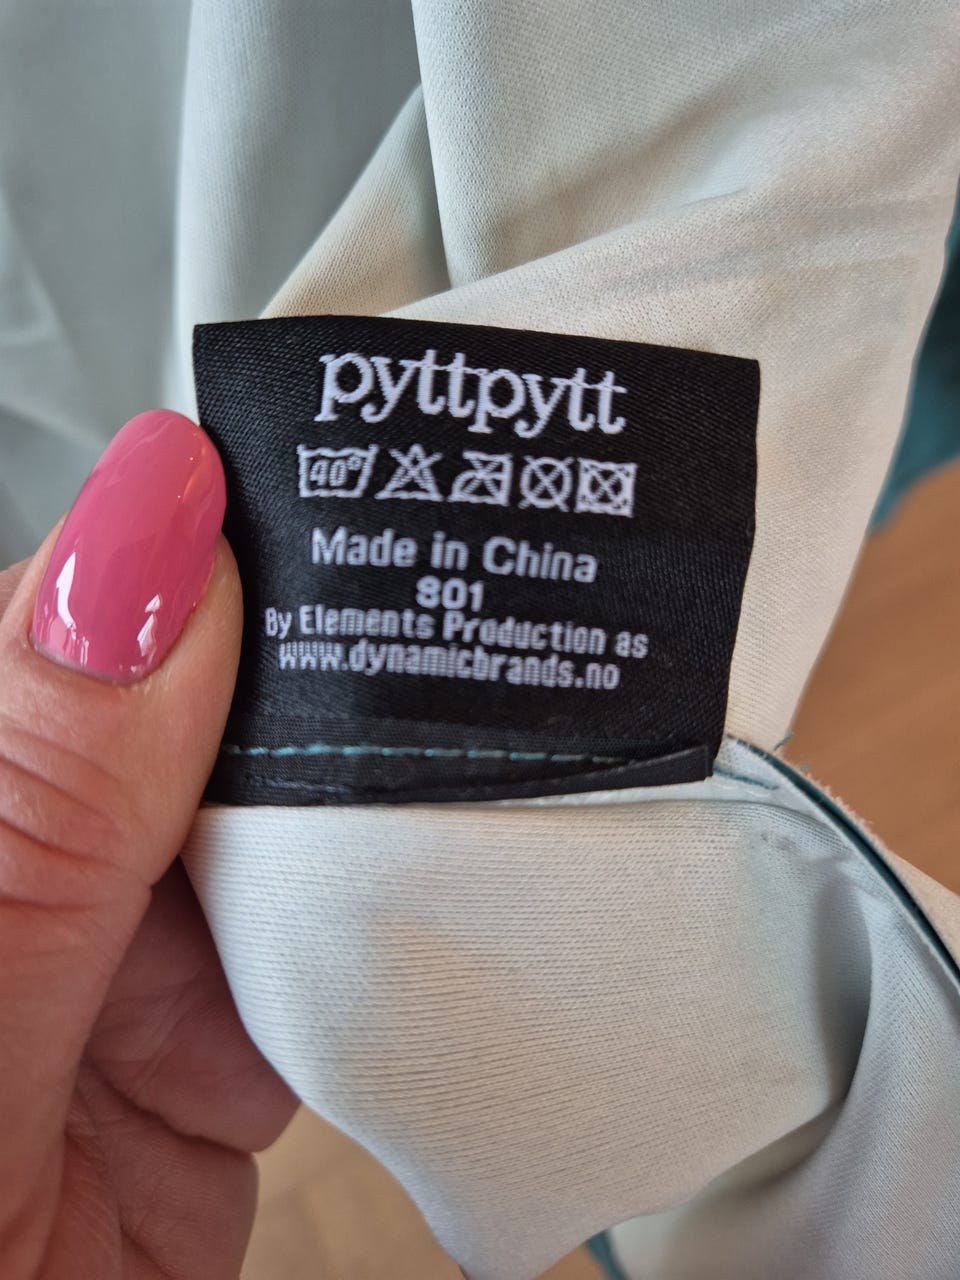 pyttpytt
40°
Made in China
801
By Elements Production as
www.dynamicbrands.no